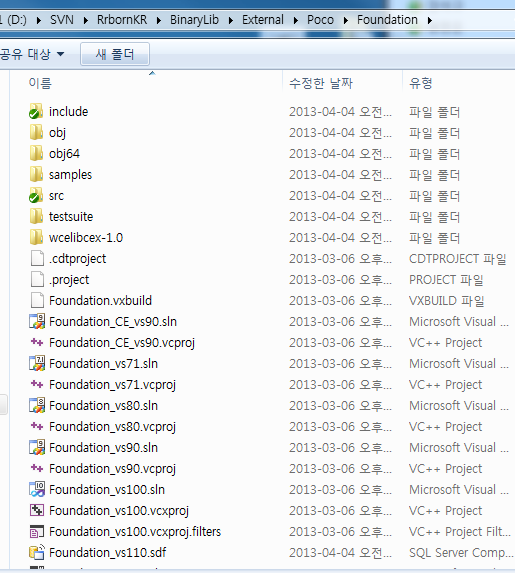 (D:) ▸ SVN ▸ RrbornKR ▸ BinaryLib ▸ External ▸ Poco ▸ Foundation ▸
공유 대상 ▼ 새 폴더
이름 수정한 날짜 유형
include 2013-04-04 오전... 파일 폴더
obj 2013-04-04 오전... 파일 폴더
obj64 2013-04-04 오전... 파일 폴더
samples 2013-04-04 오전... 파일 폴더
src 2013-04-04 오전... 파일 폴더
testsuite 2013-04-04 오전... 파일 폴더
wcelibcex-1.0 2013-04-04 오전... 파일 폴더
.cdtproject 2013-03-06 오후... CDTPROJECT 파일
.project 2013-03-06 오후... PROJECT 파일
Foundation.vxbuild 2013-03-06 오후... VXBUILD 파일
Foundation_CE_vs90.sln 2013-03-06 오후... Microsoft Visual ...
Foundation_CE_vs90.vcproj 2013-03-06 오후... VC++ Project
Foundation_vs71.sln 2013-03-06 오후... Microsoft Visual ...
Foundation_vs71.vcproj 2013-03-06 오후... VC++ Project
Foundation_vs80.sln 2013-03-06 오후... Microsoft Visual ...
Foundation_vs80.vcproj 2013-03-06 오후... VC++ Project
Foundation_vs90.sln 2013-03-06 오후... Microsoft Visual ...
Foundation_vs90.vcproj 2013-03-06 오후... VC++ Project
Foundation_vs100.sln 2013-03-06 오후... Microsoft Visual ...
Foundation_vs100.vcxproj 2013-03-06 오후... VC++ Project
Foundation_vs100.vcxproj.filters 2013-03-06 오후... VC++ Project Filt...
Foundation_vs110.sdf 2013-04-04 오전... SQL Server Comp...